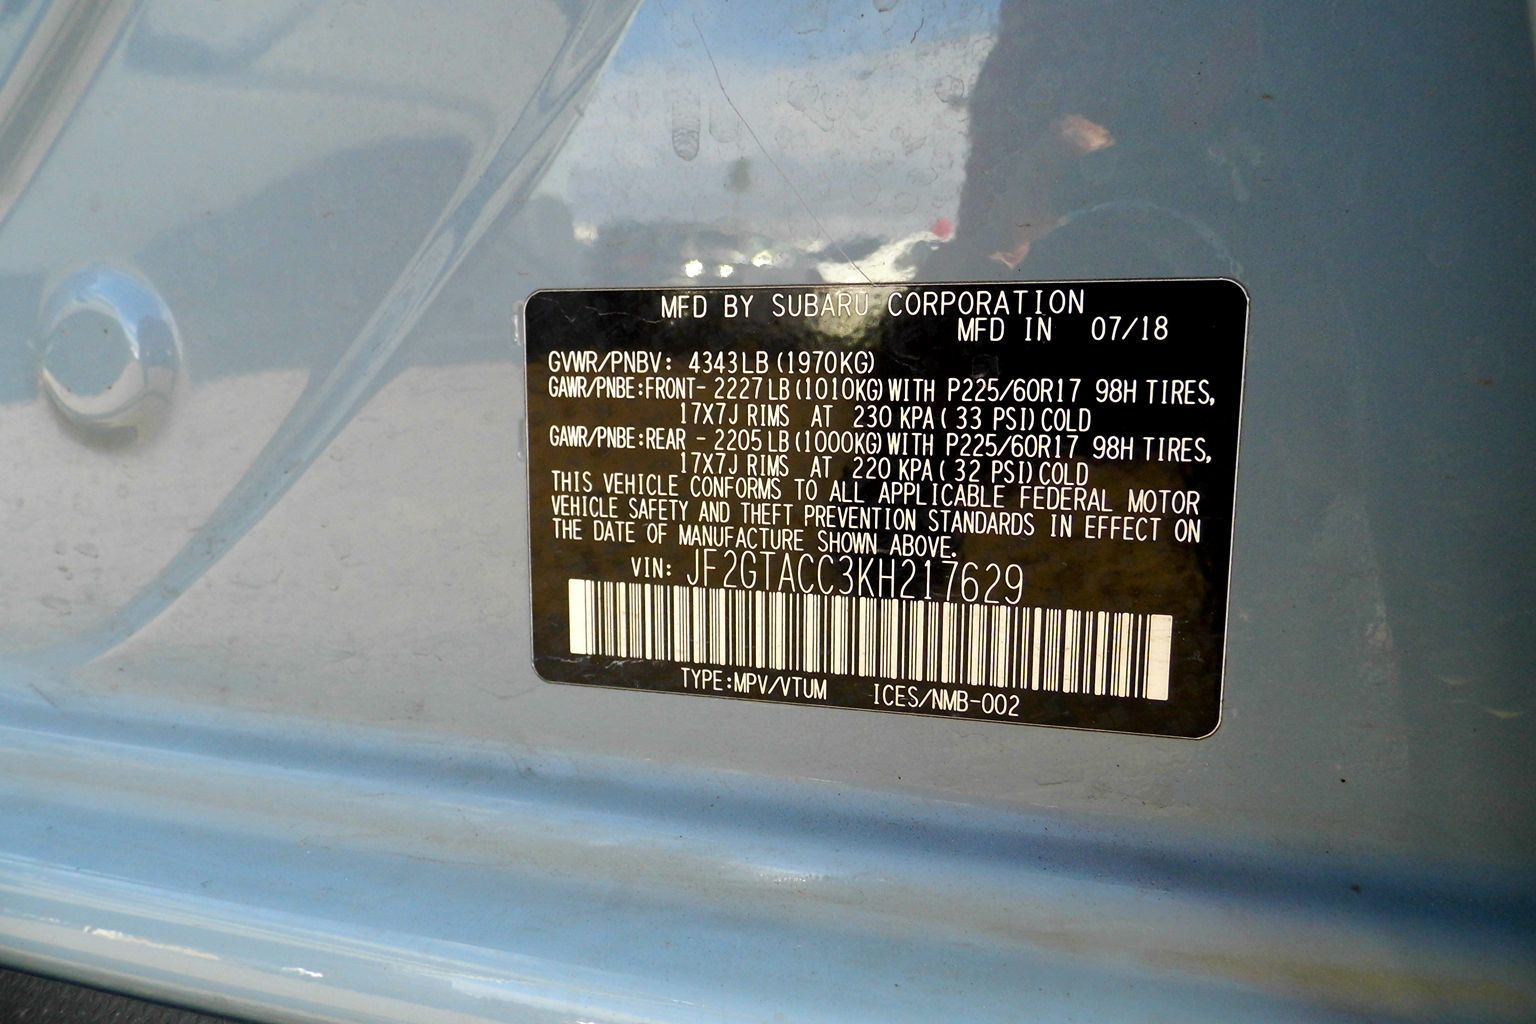 MFD BY SUBARU CORPORATION
MFD IN 07/18
GVWR/PNBV: 4343LB (1970KG)
GAWR/PNBE:FRONT- 2227LB (1010KG) WITH P225/60R17 98H TIRES,
17X7J RIMS AT 230 KPA ( 33 PSI) COLD
GAWR/PNBE:REAR - 2205LB (1000KG) WITH P225/60R17 98H TIRES,
17X7J RIMS AT 220 KPA ( 32 PSI) COLD
THIS VEHICLE CONFORMS TO ALL APPLICABLE FEDERAL MOTOR
VEHICLE SAFETY AND THEFT PREVENTION STANDARDS IN EFFECT ON
THE DATE OF MANUFACTURE SHOWN ABOVE.
VIN: JF2GTACC3KH217629
TYPE:MPV/VTUM ICES/NMB-002